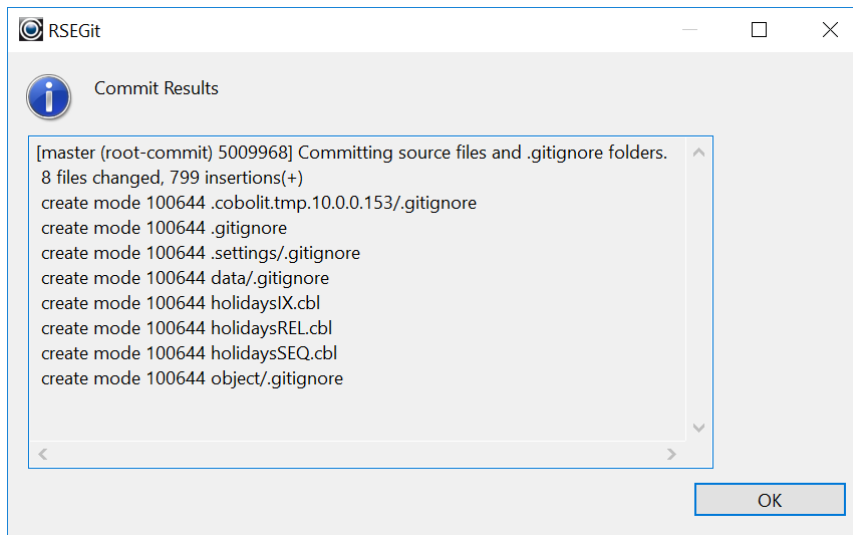 RSEGit
Commit Results
[master (root-commit) 5009968] Committing source files and .gitignore folders.
8 files changed, 799 insertions(+)
create mode 100644 .cobolit.tmp.10.0.0.153/.gitignore
create mode 100644 .gitignore
create mode 100644 .settings/.gitignore
create mode 100644 data/.gitignore
create mode 100644 holidaysIX.cbl
create mode 100644 holidaysREL.cbl
create mode 100644 holidaysSEQ.cbl
create mode 100644 object/.gitignore
OK